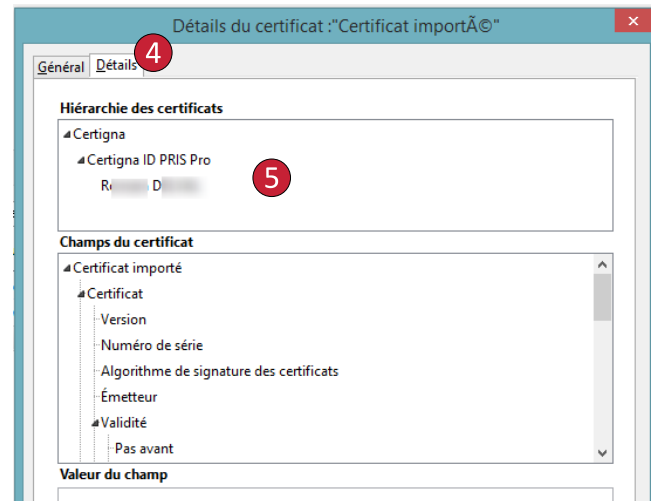 Détails du certificat :"Certificat importÃ©"
4
Général Détails
Hiérarchie des certificats
Certigna
Certigna ID PRIS Pro
5
Champs du certificat
Certificat importé
Certificat
Version
Numéro de série
Algorithme de signature des certificats
Émetteur
Validité
Pas avant
Valeur du champ